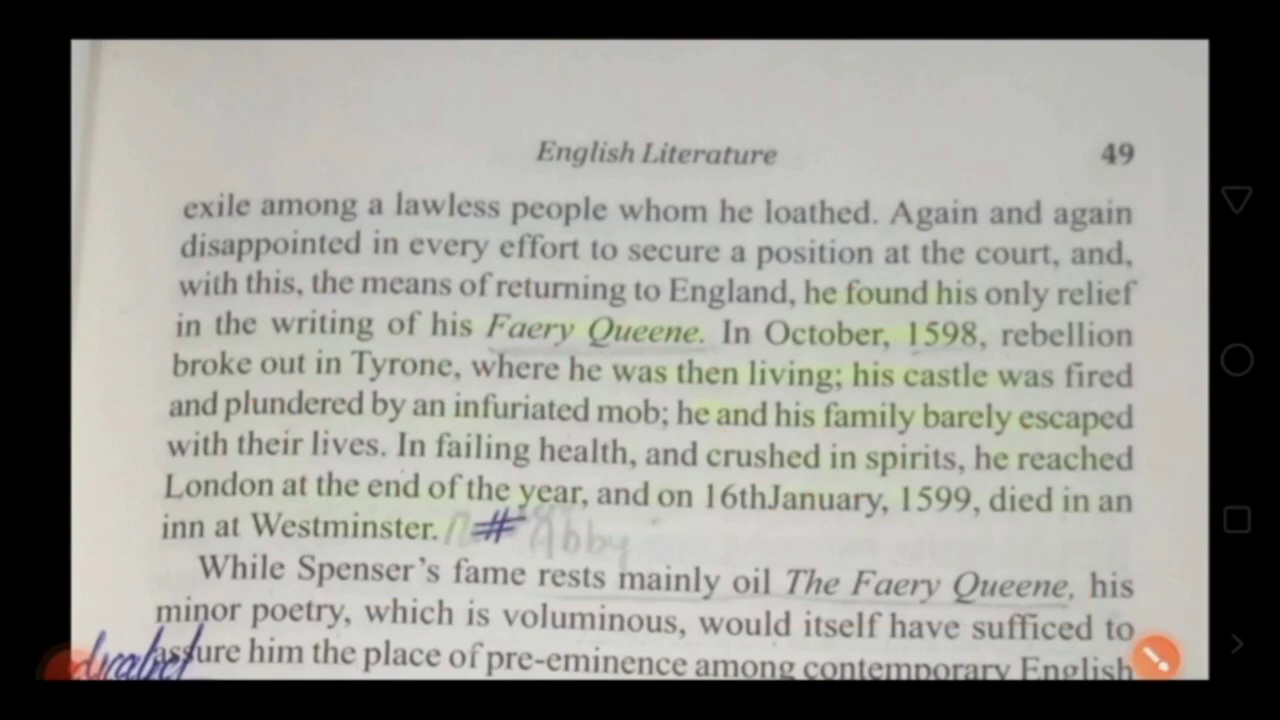 English Literature 49
exile among a lawless people whom he loathed. Again and again
disappointed in every effort to secure a position at the court, and,
with this, the means of returning to England, he found his only relief
in the writing of his Faery Queene. In October, 1598, rebellion
broke out in Tyrone, where he was then living; his castle was fired
and plundered by an infuriated mob; he and his family barely escaped
with their lives. In failing health, and crushed in spirits, he reached
London at the end of the year, and on 16thJanuary, 1599, died in an
inn at Westminster. # Abby
While Spenser's fame rests mainly oil The Faery Queene, his
minor poetry, which is voluminous, would itself have sufficed to
assure him the place of pre-eminence among contemporary English